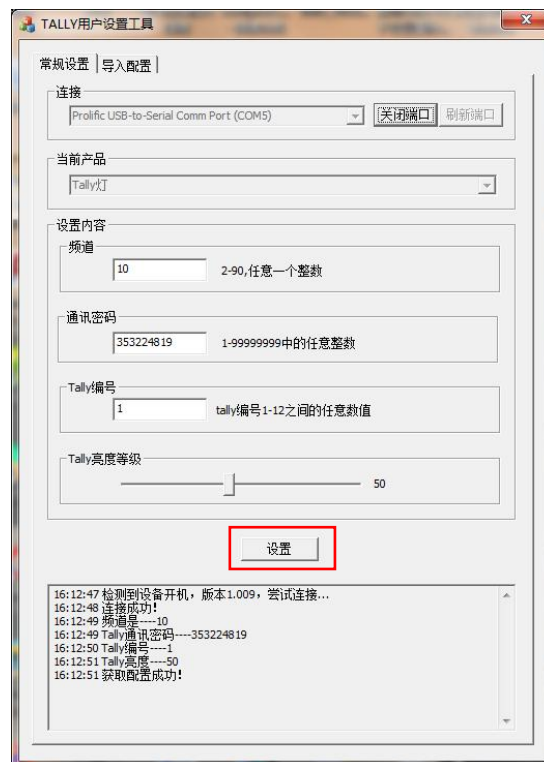 TALLY用户设置工具
常规设置 导入配置
连接
Prolific USB-to-Serial Comm Port (COM5) 关闭端口 刷新端口
当前产品
Tally灯
设置内容
频道
10 2-90,任意一个整数
通讯密码
353224819 1-99999999中的任意整数
Tally编号
1 tally编号1-12之间的任意数值
Tally亮度等级
50
设置
16:12:47 检测到设备开机，版本1.009，尝试连接...
16:12:48 连接成功!
16:12:49 频道是----10
16:12:49 Tally通讯密码----353224819
16:12:50 Tally编号----1
16:12:51 Tally亮度----50
16:12:51 获取配置成功!